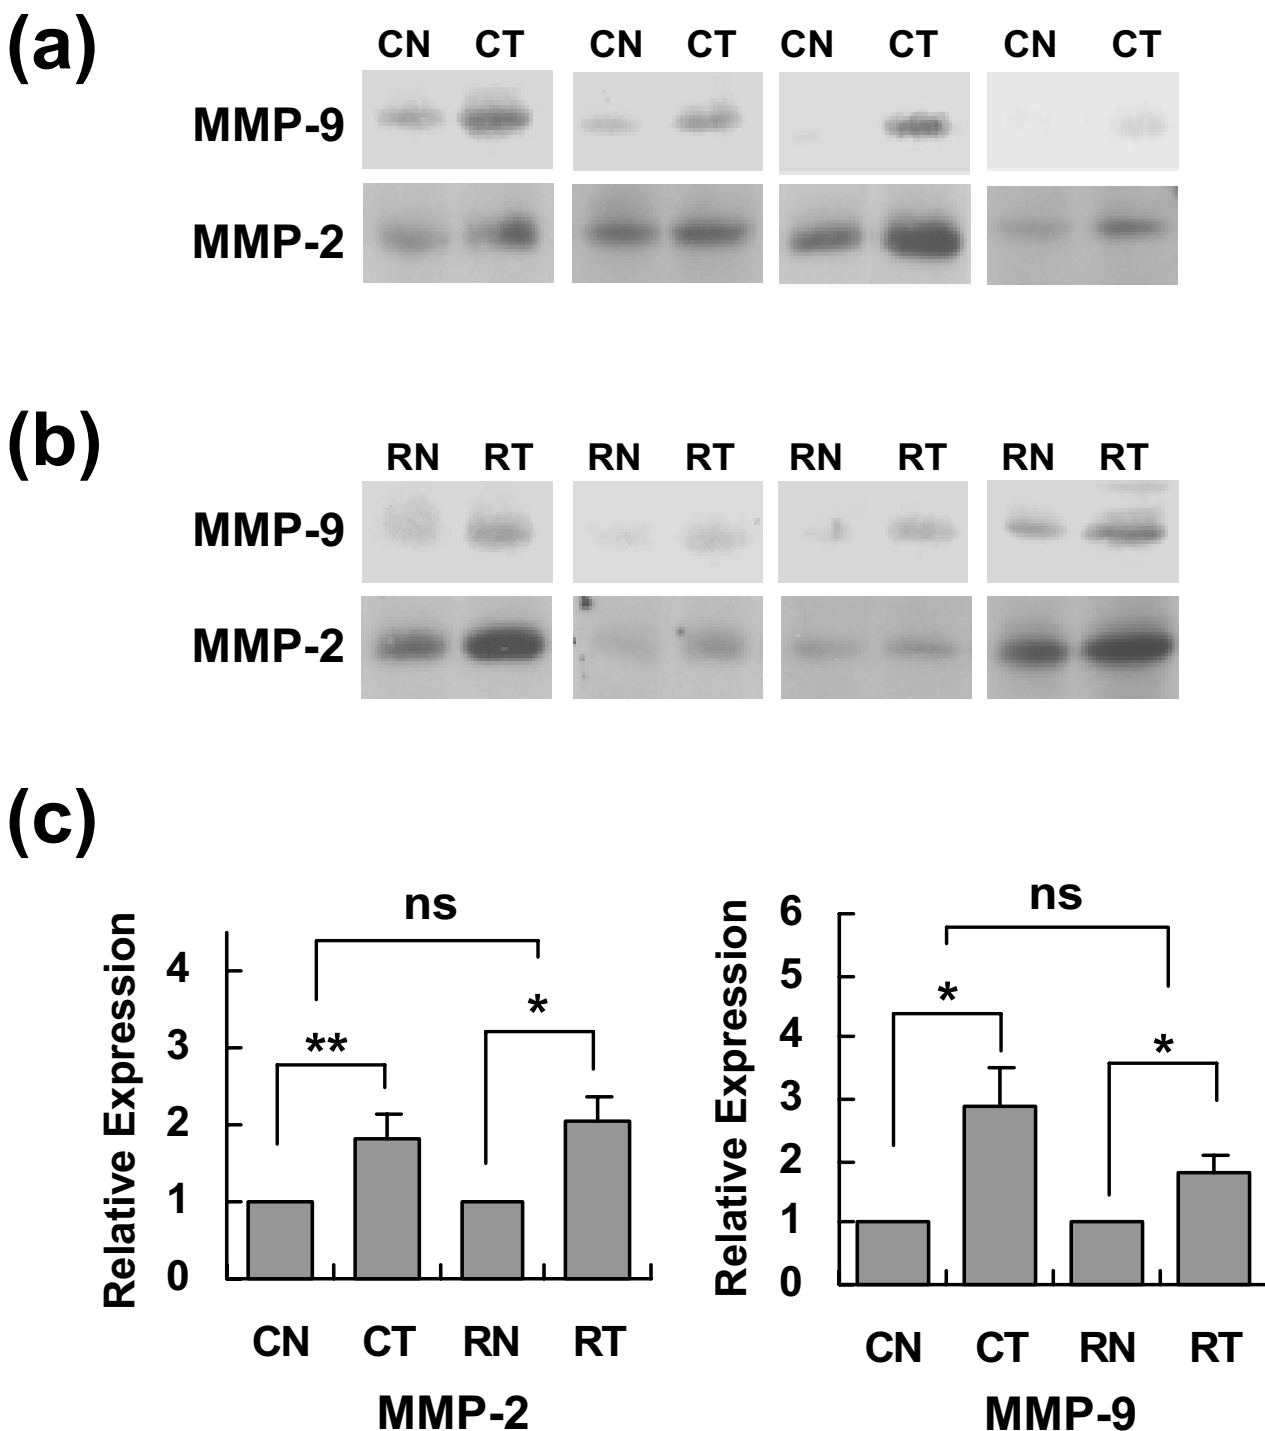 (a)
CN CT CN CT CN CT CN CT
MMP-9
MMP-2
(b)
RN RT RN RT RN RT RN RT
MMP-9
MMP-2
(c)
ns
**
*
Relative Expression
4
3
2
1
0
CN CT RN RT
MMP-2
ns
*
*
Relative Expression
6
5
4
3
2
1
0
CN CT RN RT
MMP-9